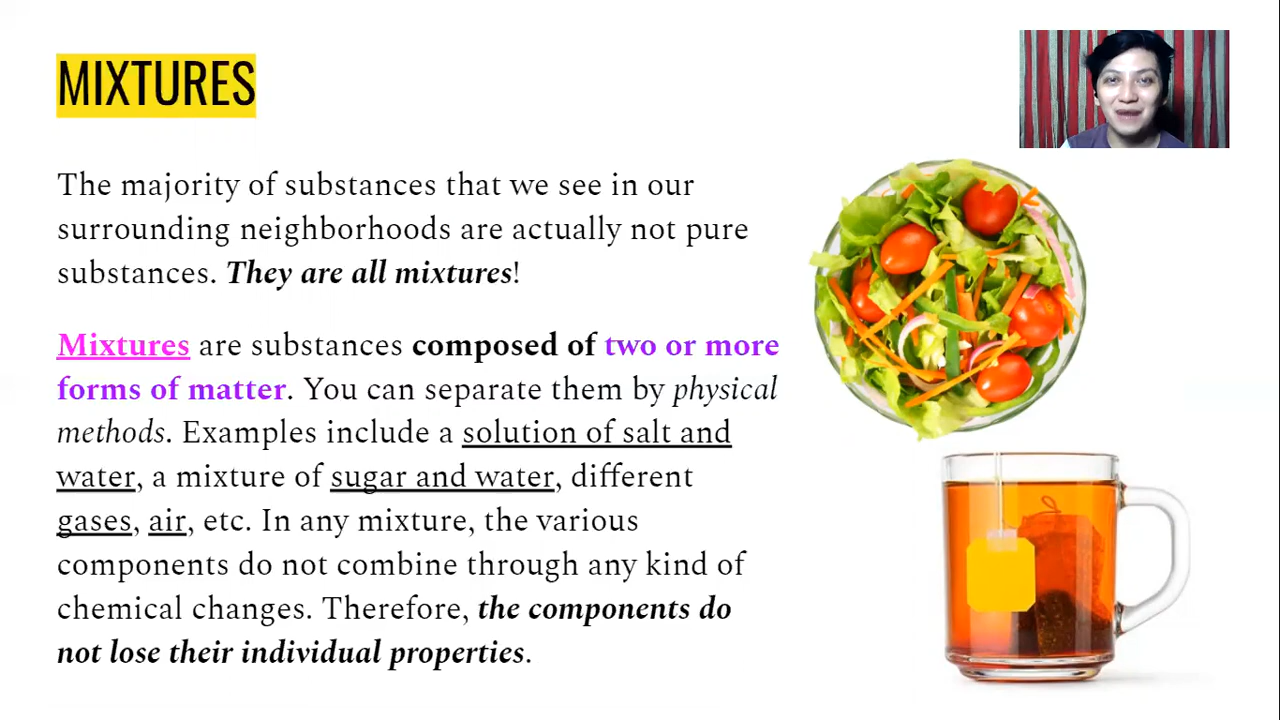 MIXTURES
The majority of substances that we see in our
surrounding neighborhoods are actually not pure
substances. They are all mixtures!
Mixtures are substances composed of two or more
forms of matter. You can separate them by physical
methods. Examples include a solution of salt and
water, a mixture of sugar and water, different
gases, air, etc. In any mixture, the various
components do not combine through any kind of
chemical changes. Therefore, the components do
not lose their individual properties.